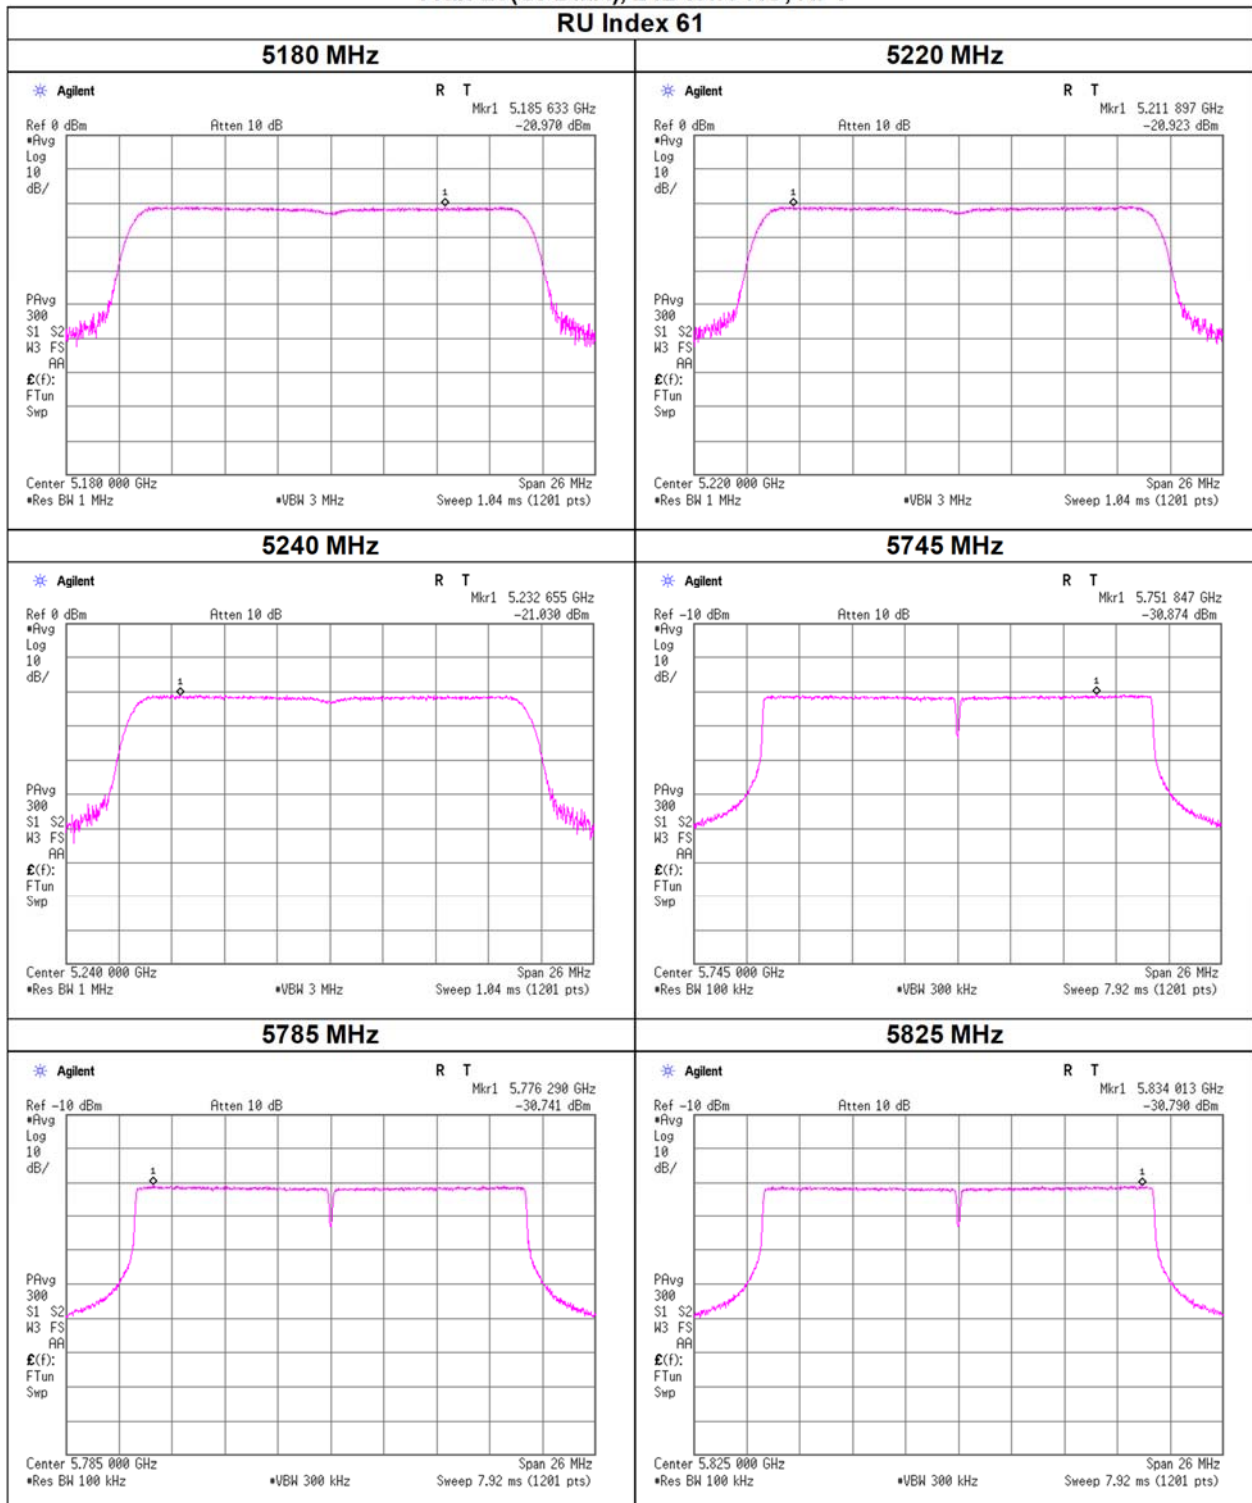 RU Index 61
5180 MHz
Agilent
R T
Mkr1 5.185 633 GHz
Ref 0 dBm
Atten 10 dB
-20.970 dBm
#Avg
Log
10
dB/
1
PAvg
300
S1 S2
W3 FS
AA
£(f):
FTun
Swp
Center 5.180 000 GHz
Span 26 MHz
#Res BW 1 MHz
#VBW 3 MHz
Sweep 1.04 ms (1201 pts)
5220 MHz
Agilent
R T
Mkr1 5.211 897 GHz
Ref 0 dBm
Atten 10 dB
-20.923 dBm
#Avg
Log
10
dB/
1
PAvg
300
S1 S2
W3 FS
AA
£(f):
FTun
Swp
Center 5.220 000 GHz
Span 26 MHz
#Res BW 1 MHz
#VBW 3 MHz
Sweep 1.04 ms (1201 pts)
5240 MHz
Agilent
R T
Mkr1 5.232 655 GHz
Ref 0 dBm
Atten 10 dB
-21.030 dBm
#Avg
Log
10
dB/
1
PAvg
300
S1 S2
W3 FS
AA
£(f):
FTun
Swp
Center 5.240 000 GHz
Span 26 MHz
#Res BW 1 MHz
#VBW 3 MHz
Sweep 1.04 ms (1201 pts)
5745 MHz
Agilent
R T
Mkr1 5.751 847 GHz
Ref -10 dBm
Atten 10 dB
-30.874 dBm
#Avg
Log
10
dB/
1
PAvg
300
S1 S2
W3 FS
AA
£(f):
FTun
Swp
Center 5.745 000 GHz
Span 26 MHz
#Res BW 100 kHz
#VBW 300 kHz
Sweep 7.92 ms (1201 pts)
5785 MHz
Agilent
R T
Mkr1 5.776 290 GHz
Ref -10 dBm
Atten 10 dB
-30.741 dBm
#Avg
Log
10
dB/
1
PAvg
300
S1 S2
W3 FS
AA
£(f):
FTun
Swp
Center 5.785 000 GHz
Span 26 MHz
#Res BW 100 kHz
#VBW 300 kHz
Sweep 7.92 ms (1201 pts)
5825 MHz
Agilent
R T
Mkr1 5.834 013 GHz
Ref -10 dBm
Atten 10 dB
-30.790 dBm
#Avg
Log
10
dB/
1
PAvg
300
S1 S2
W3 FS
AA
£(f):
FTun
Swp
Center 5.825 000 GHz
Span 26 MHz
#Res BW 100 kHz
#VBW 300 kHz
Sweep 7.92 ms (1201 pts)